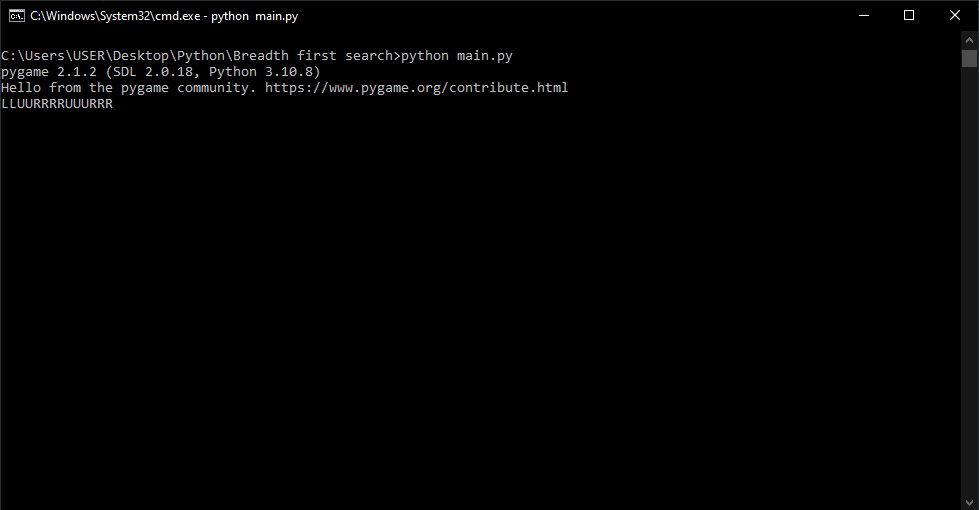 C:\Windows\System32\cmd.exe - python  main.py
C:\Users\USER\Desktop\Python\Breadth first search>python main.py
pygame 2.1.2 (SDL 2.0.18, Python 3.10.8)
Hello from the pygame community. https://www.pygame.org/contribute.html
LLUURRRRUUURRR